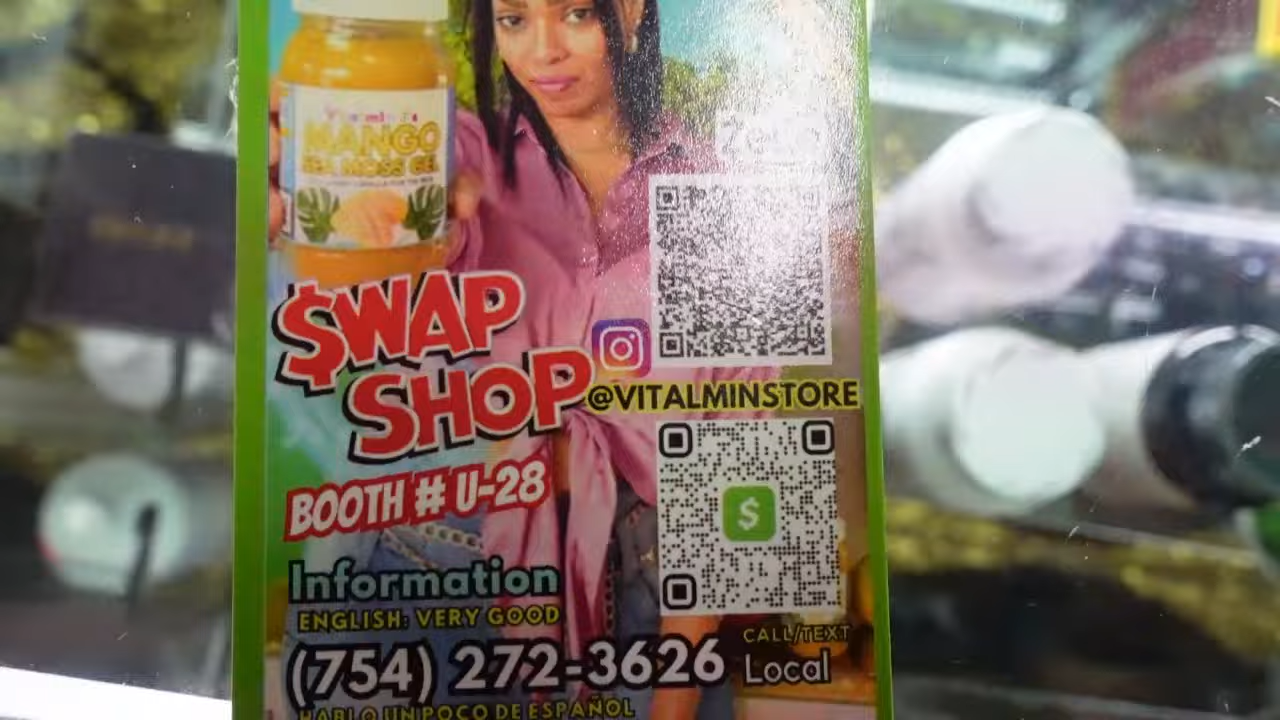 MANGO
SEA MOSS GEL
Zelle
$WAP
SHOP
@VITALMINSTORE
BOOTH # U-28
$
Information
ENGLISH: VERY GOOD
(754) 272-3626
CALL/TEXT
Local
HABLO UN POCO DE ESPAÑOL